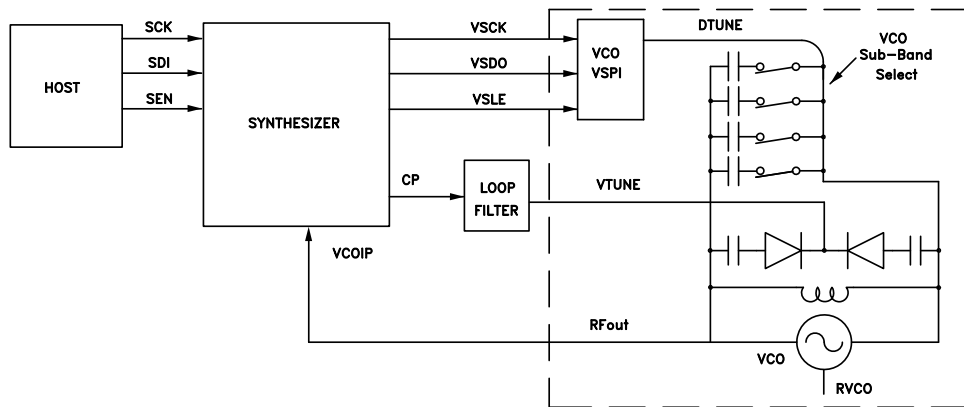 SCK
SDI
SEN
HOST
SYNTHESIZER
VSCK
VSDO
VSLE
VCO
VSPI
DTUNE
VCO
Sub-Band
Select
CP
LOOP
FILTER
VTUNE
VCOIP
RFout
VCO
RVCO